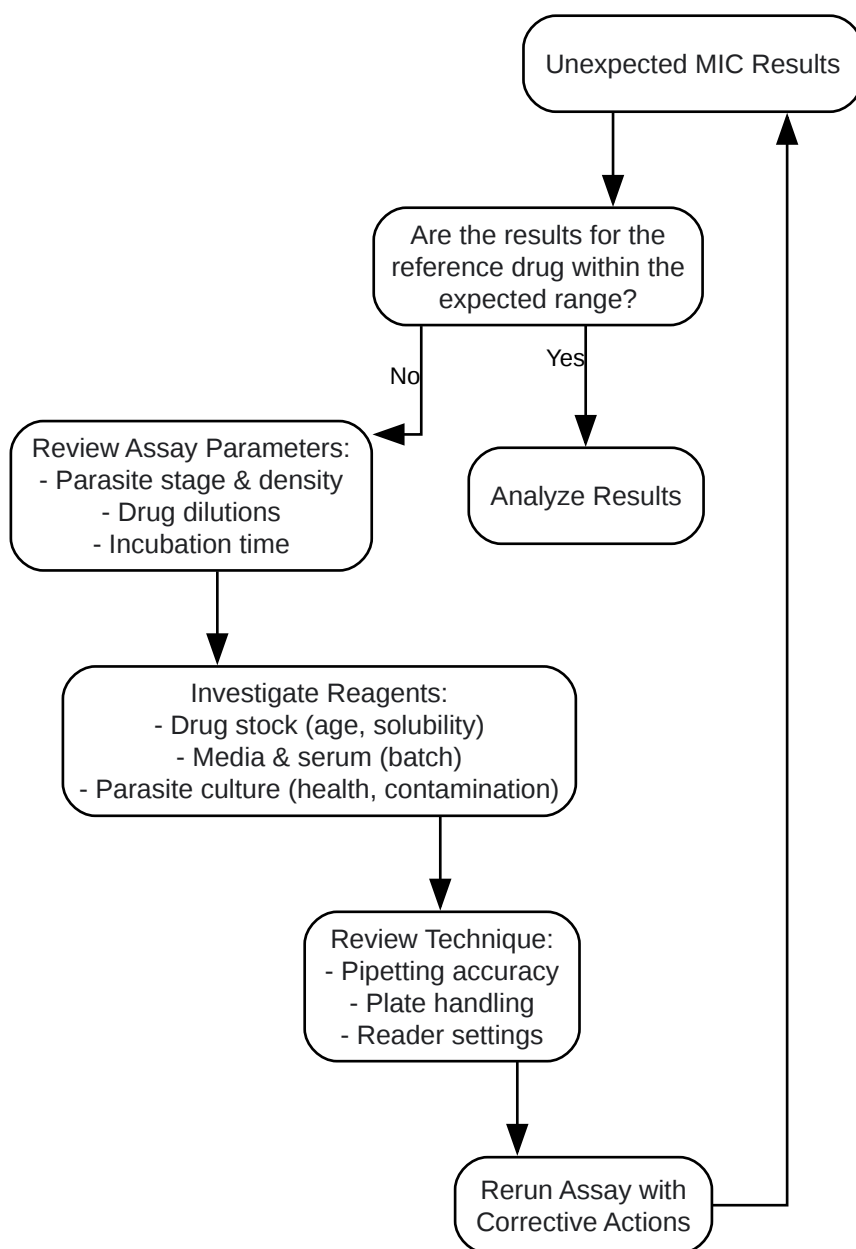 Unexpected MIC Results
Are the results for the
reference drug within the
expected range?
No
Yes
Review Assay Parameters:
- Parasite stage & density
- Drug dilutions
- Incubation time
Analyze Results
Investigate Reagents:
- Drug stock (age, solubility)
- Media & serum (batch)
- Parasite culture (health, contamination)
Review Technique:
- Pipetting accuracy
- Plate handling
- Reader settings
Rerun Assay with
Corrective Actions